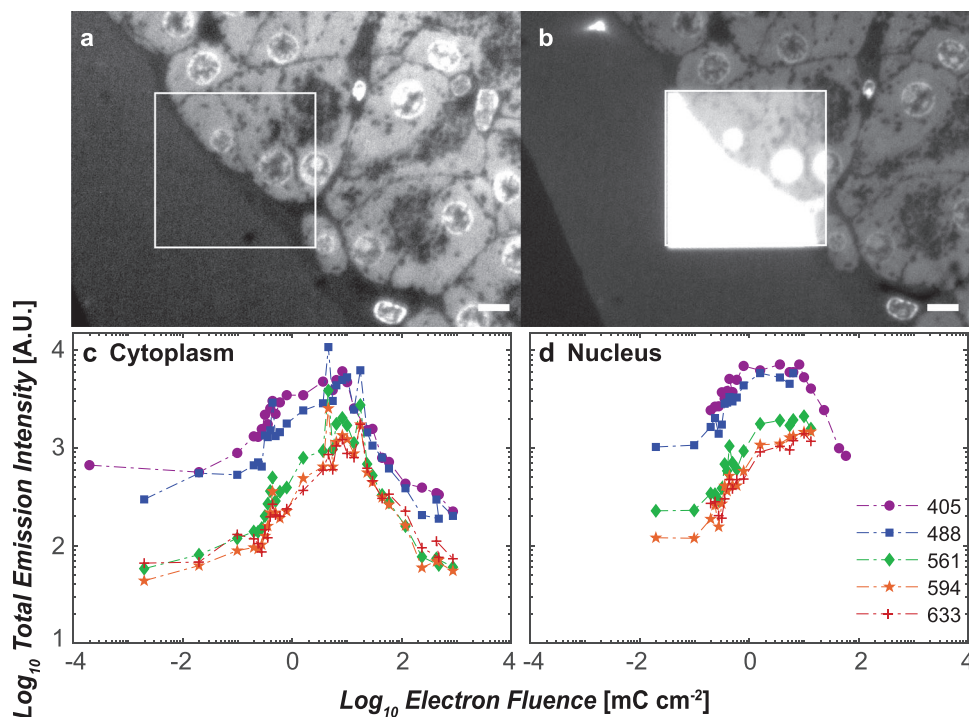 a
b
Log10 Total Emission Intensity [A.U.]
c Cytoplasm
d Nucleus
4
3
2
1
405
488
561
594
633
-4 -2 0 2 4
-4 -2 0 2 4
Log10 Electron Fluence [mC cm-2]